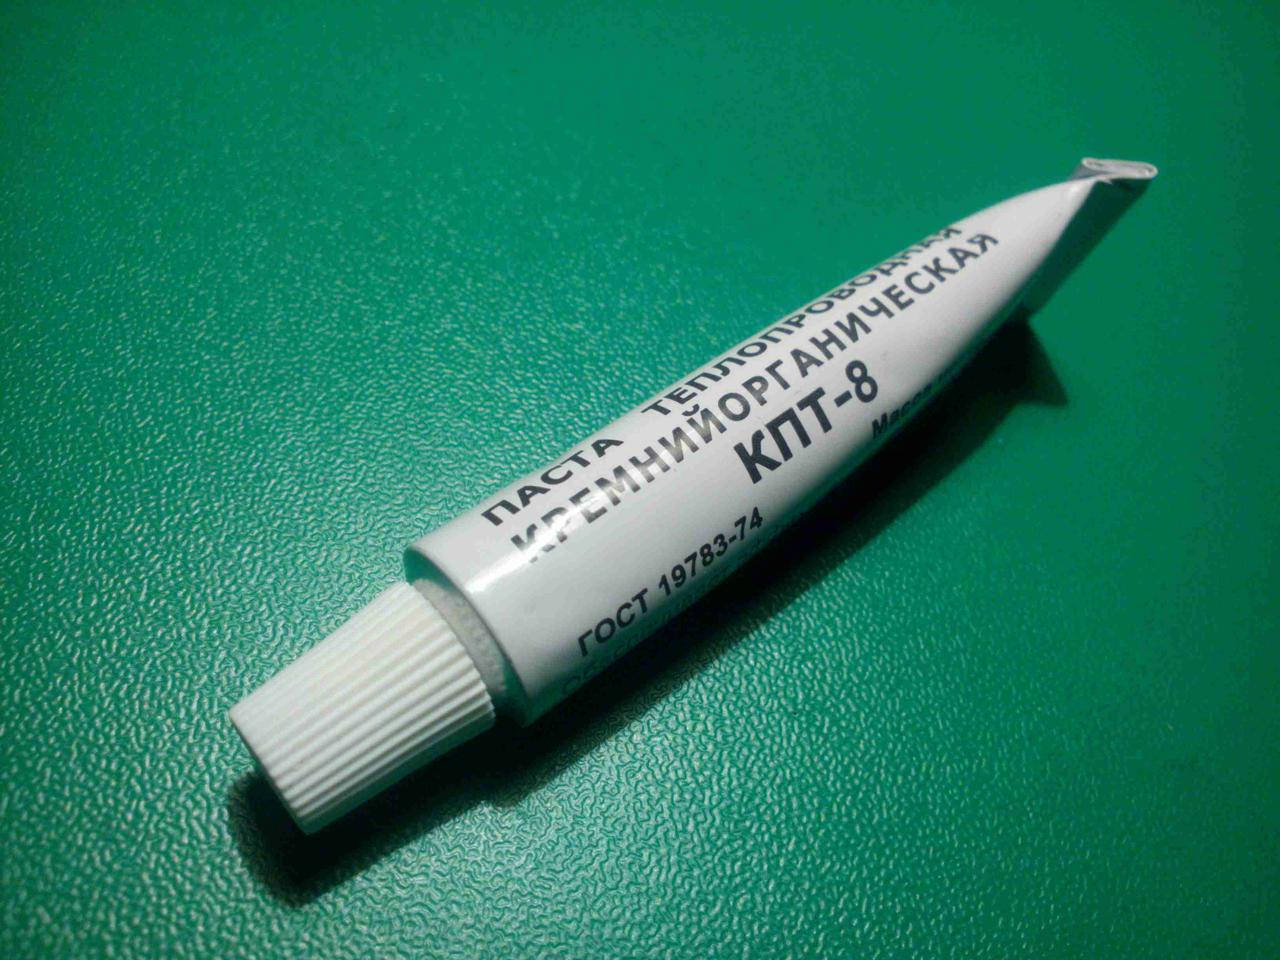 ПАСТА ТЕПЛОПРОВОДНАЯ
КРЕМНИЙОРГАНИЧЕСКАЯ
КПТ-8
ГОСТ 19783-74